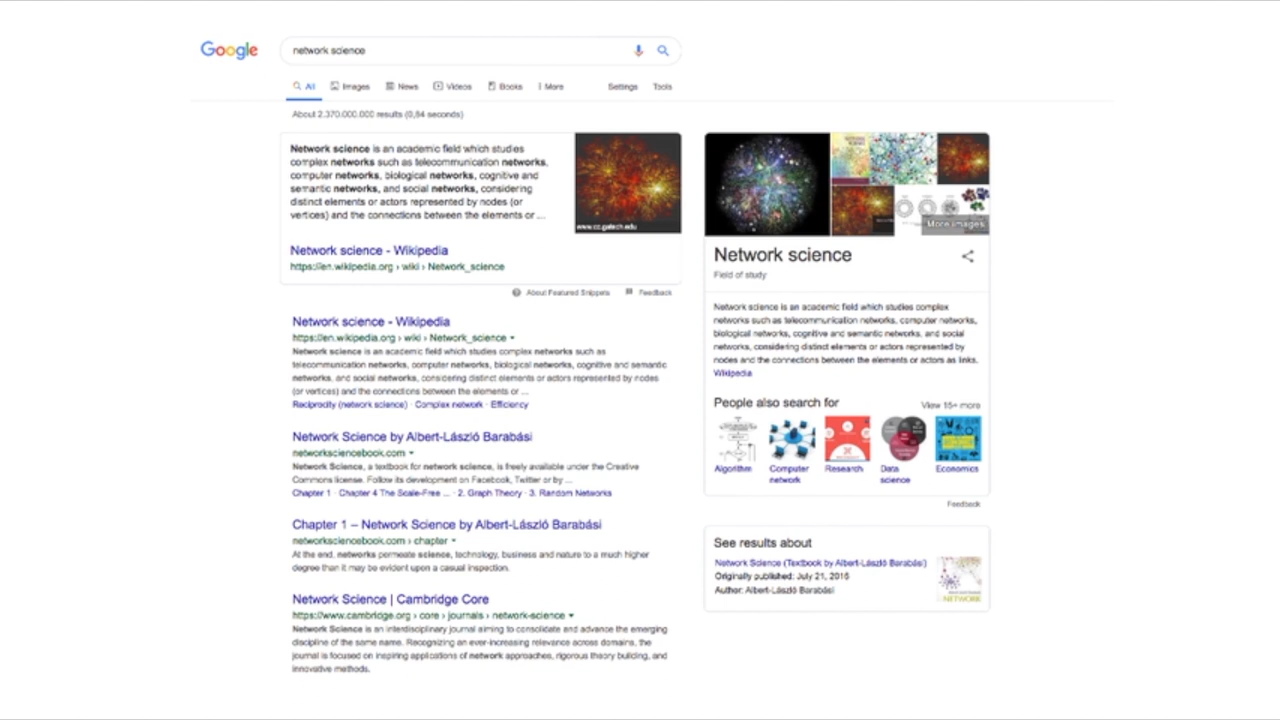 Google
network science
All Images News Videos Books More Settings Tools
About 2.370.000.000 results (0,84 seconds)
Network science is an academic field which studies
complex networks such as telecommunication networks,
computer networks, biological networks, cognitive and
semantic networks, and social networks, considering
distinct elements or actors represented by nodes (or
vertices) and the connections between the elements or ...
www.cc.gatech.edu
Network science - Wikipedia
https://en.wikipedia.org › wiki › Network_science
About Featured Snippets Feedback
Network science - Wikipedia
https://en.wikipedia.org › wiki › Network_science
Network science is an academic field which studies complex networks such as
telecommunication networks, computer networks, biological networks, cognitive and semantic
networks, and social networks, considering distinct elements or actors represented by nodes
(or vertices) and the connections between the elements or ...
Reciprocity (network science) · Complex network · Efficiency
Network Science by Albert-László Barabási
networksciencebook.com
Network Science, a textbook for network science, is freely available under the Creative
Commons license. Follow its development on Facebook, Twitter or by ...
Chapter 1 · Chapter 4 The Scale-Free ... · 2. Graph Theory · 3. Random Networks
Chapter 1 – Network Science by Albert-László Barabási
networksciencebook.com › chapter
At the end, networks permeate science, technology, business and nature to a much higher
degree than it may be evident upon a casual inspection.
Network Science | Cambridge Core
https://www.cambridge.org › core › journals › network-science
Network Science is an interdisciplinary journal aiming to consolidate and advance the emerging
discipline of the same name. Recognizing an ever-increasing relevance across domains, the
journal is focused on inspiring applications of network approaches, rigorous theory building, and
innovative methods.
More images
Network science
Field of study
Network science is an academic field which studies complex
networks such as telecommunication networks, computer networks,
biological networks, cognitive and semantic networks, and social
networks, considering distinct elements or actors represented by
nodes and the connections between the elements or actors as links.
Wikipedia
People also search for View 15+ more
Algorithm
Computer
network
Research
Data
science
Economics
Feedback
See results about
Network Science (Textbook by Albert-László Barabási)
Originally published: July 21, 2016
Author: Albert-László Barabási
NETWORK